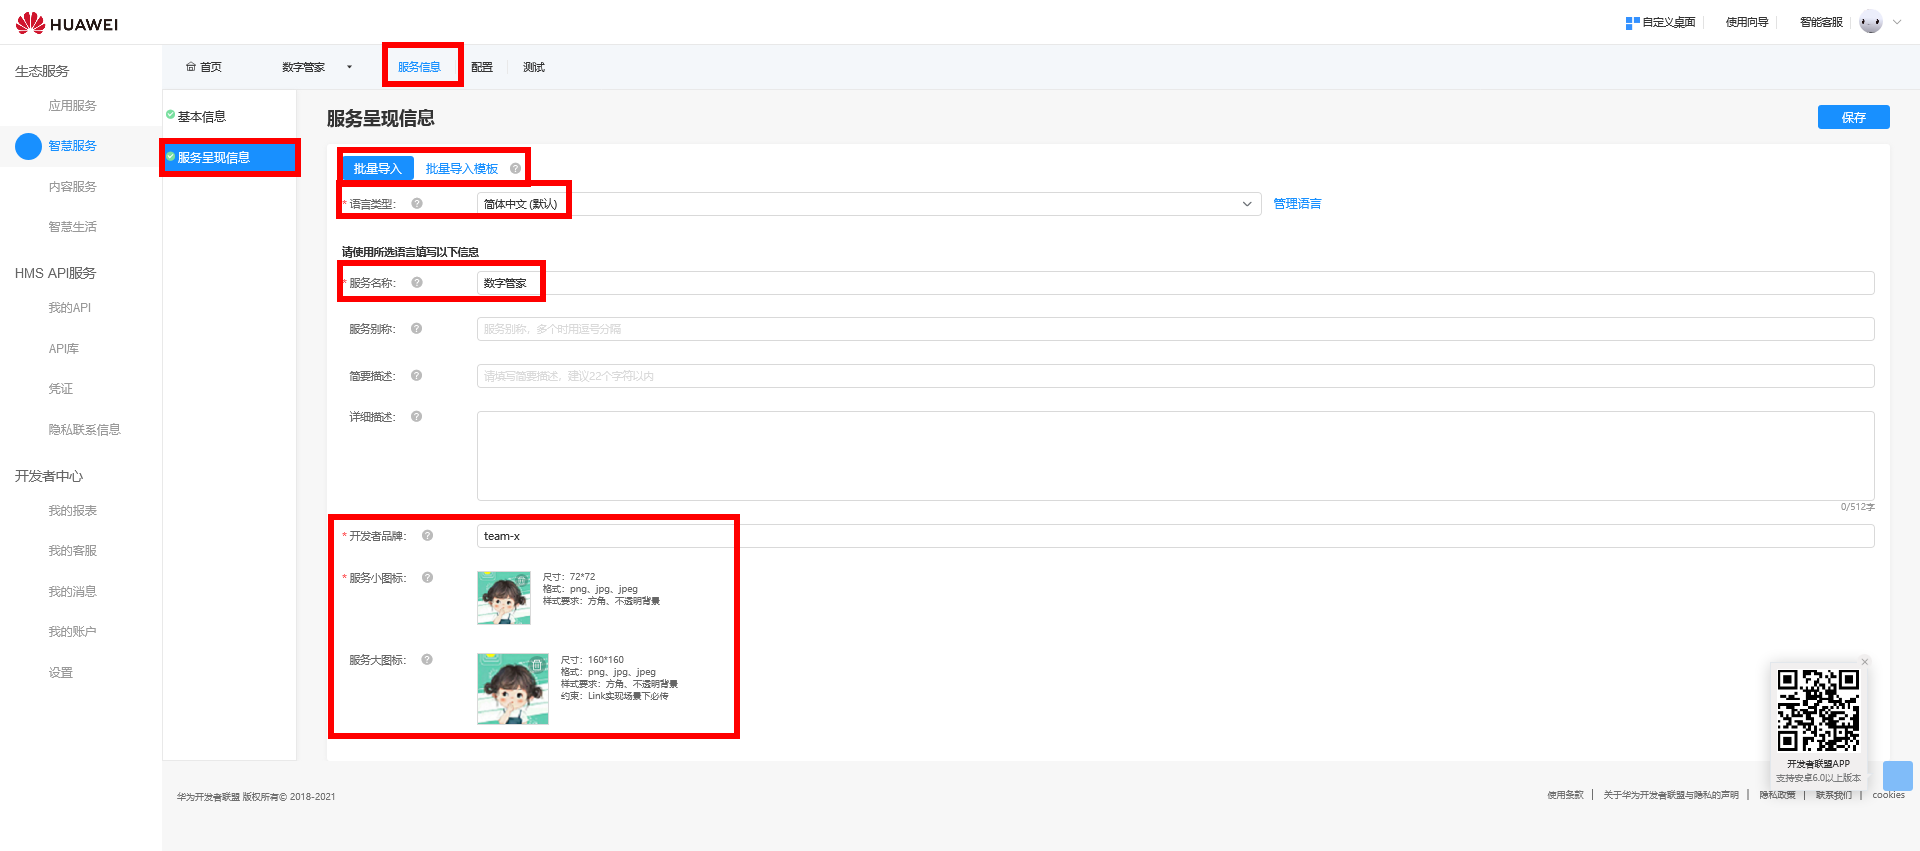 HUAWEI
自定义桌面
使用向导
智能客服
生态服务
应用服务
智慧服务
内容服务
智慧生活
HMS API服务
我的API
API库
凭证
隐私联系信息
开发者中心
我的报表
我的客服
我的消息
我的账户
设置
首页
数字管家
服务信息
配置
测试
基本信息
服务呈现信息
服务呈现信息
保存
批量导入
批量导入模板
* 语言类型:
简体中文 (默认)
管理语言
请使用所选语言填写以下信息
* 服务名称:
数字管家
服务别称:
服务别称，多个时用逗号分隔
简要描述:
请填写简要描述，建议22个字符以内
详细描述:
0/512字
* 开发者品牌:
team-x
* 服务小图标:
尺寸：72*72
格式：png、jpg、jpeg
样式要求：方角、不透明背景
服务大图标:
尺寸：160*160
格式：png、jpg、jpeg
样式要求：方角、不透明背景
约束：Link实现场景下必传
开发者联盟APP
支持安卓6.0以上版本
华为开发者联盟 版权所有© 2018-2021
使用条款 | 关于华为开发者联盟与隐私的声明 | 隐私政策 | 联系我们 | cookies